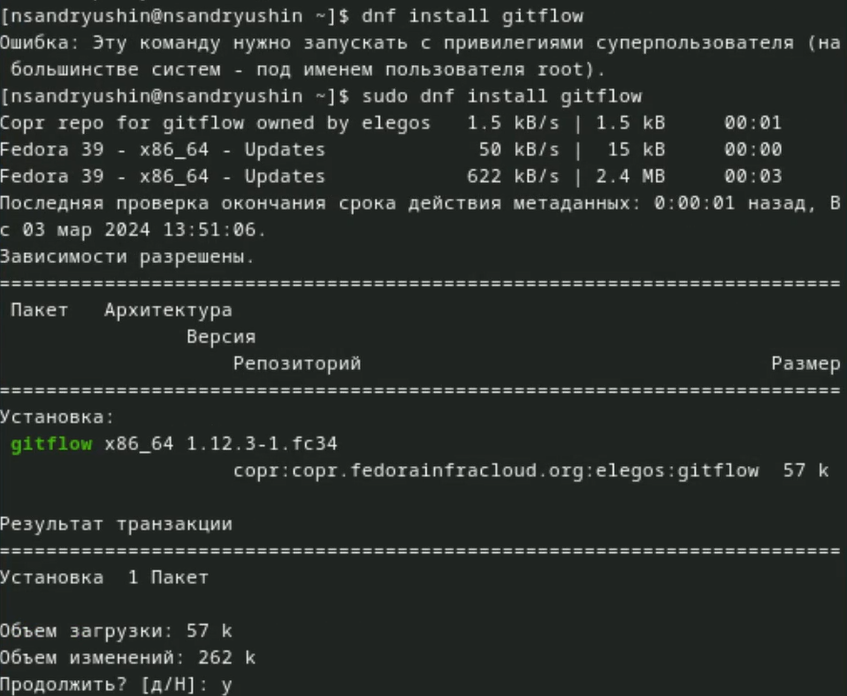 [nsandryushin@nsandryushin ~]$ dnf install gitflow
Ошибка: Эту команду нужно запускать с привилегиями суперпользователя (на
 большинстве систем - под именем пользователя root).
[nsandryushin@nsandryushin ~]$ sudo dnf install gitflow
Copr repo for gitflow owned by elegos   1.5 kB/s | 1.5 kB     00:01
Fedora 39 - x86_64 - Updates             50 kB/s |  15 kB     00:00
Fedora 39 - x86_64 - Updates            622 kB/s | 2.4 MB     00:03
Последняя проверка окончания срока действия метаданных: 0:00:01 назад, В
с 03 мар 2024 13:51:06.
Зависимости разрешены.
========================================================================
 Пакет   Архитектура
                Версия
                    Репозиторий                                   Размер
========================================================================
Установка:
 gitflow x86_64 1.12.3-1.fc34
                    copr:copr.fedorainfracloud.org:elegos:gitflow  57 k

Результат транзакции
========================================================================
Установка  1 Пакет

Объем загрузки: 57 k
Объем изменений: 262 k
Продолжить? [д/Н]: y